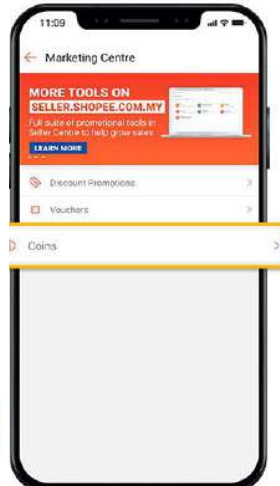 11:09
Marketing Centre
MORE TOOLS ON
SELLER.SHOPEE.COM.MY
Full suite of promotional tools in
Seller Centre to help grow sales
LEARN MORE
Discount Promotions
Vouchers
Coins